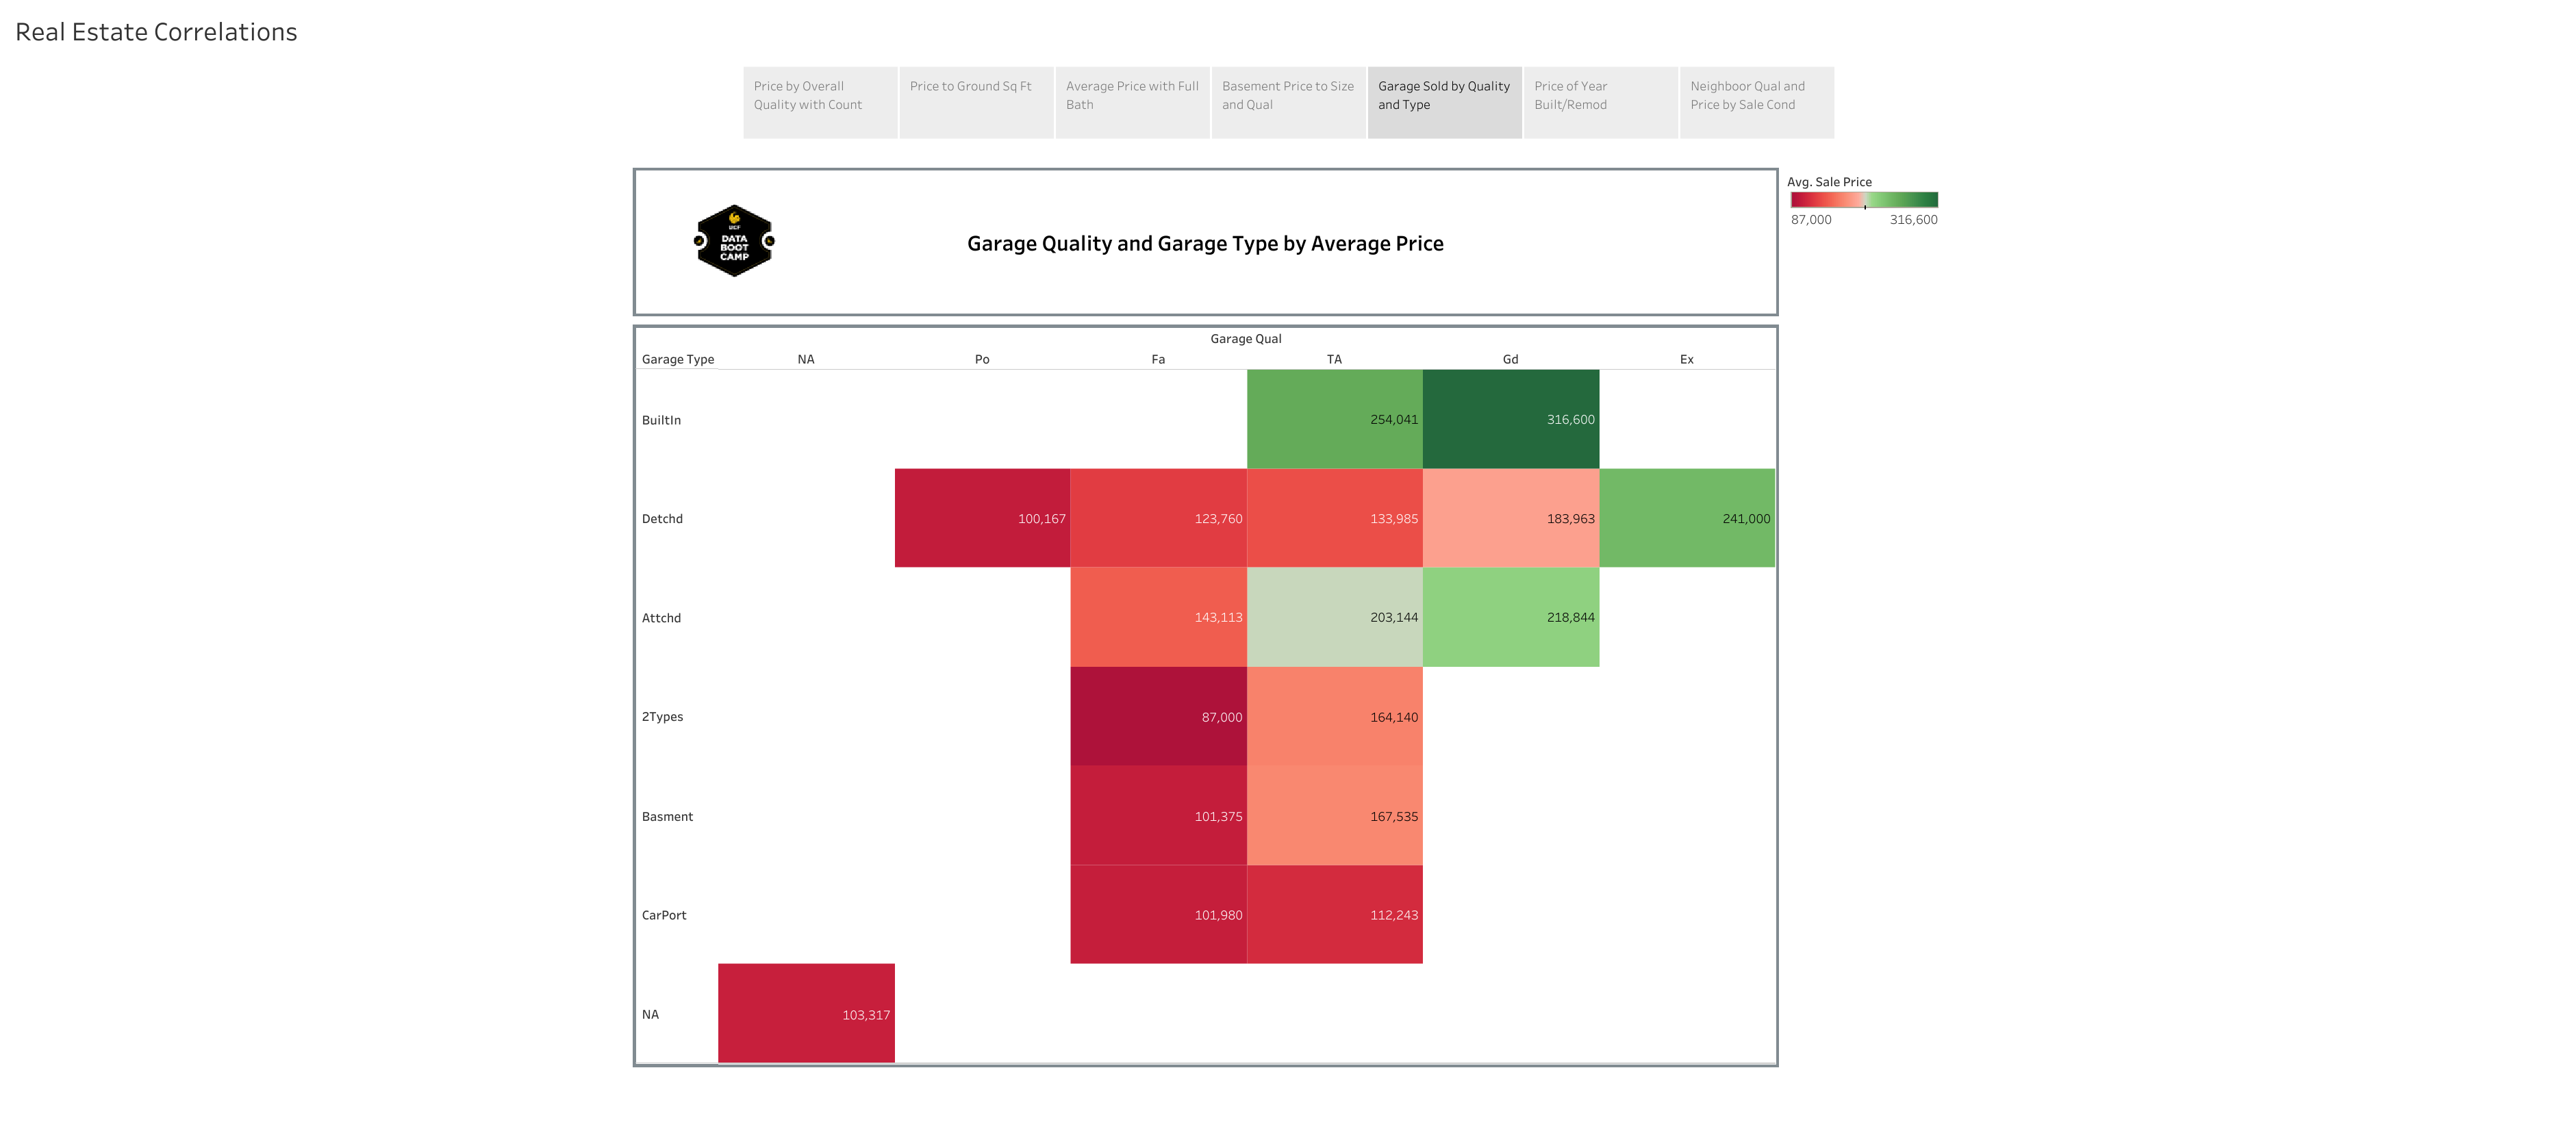 Real Estate Correlations
Price by Overall
Quality with Count
Price to Ground Sq Ft
Average Price with Full
Bath
Basement Price to Size
and Qual
Garage Sold by Quality
and Type
Price of Year
Built/Remod
Neighboor Qual and
Price by Sale Cond
UCF
DATA
BOOT
CAMP
Garage Quality and Garage Type by Average Price
Avg. Sale Price
87,000 316,600
Garage Qual
Garage Type NA Po Fa TA Gd Ex
BuiltIn 254,041 316,600
Detchd 100,167 123,760 133,985 183,963 241,000
Attchd 143,113 203,144 218,844
2Types 87,000 164,140
Basment 101,375 167,535
CarPort 101,980 112,243
NA 103,317